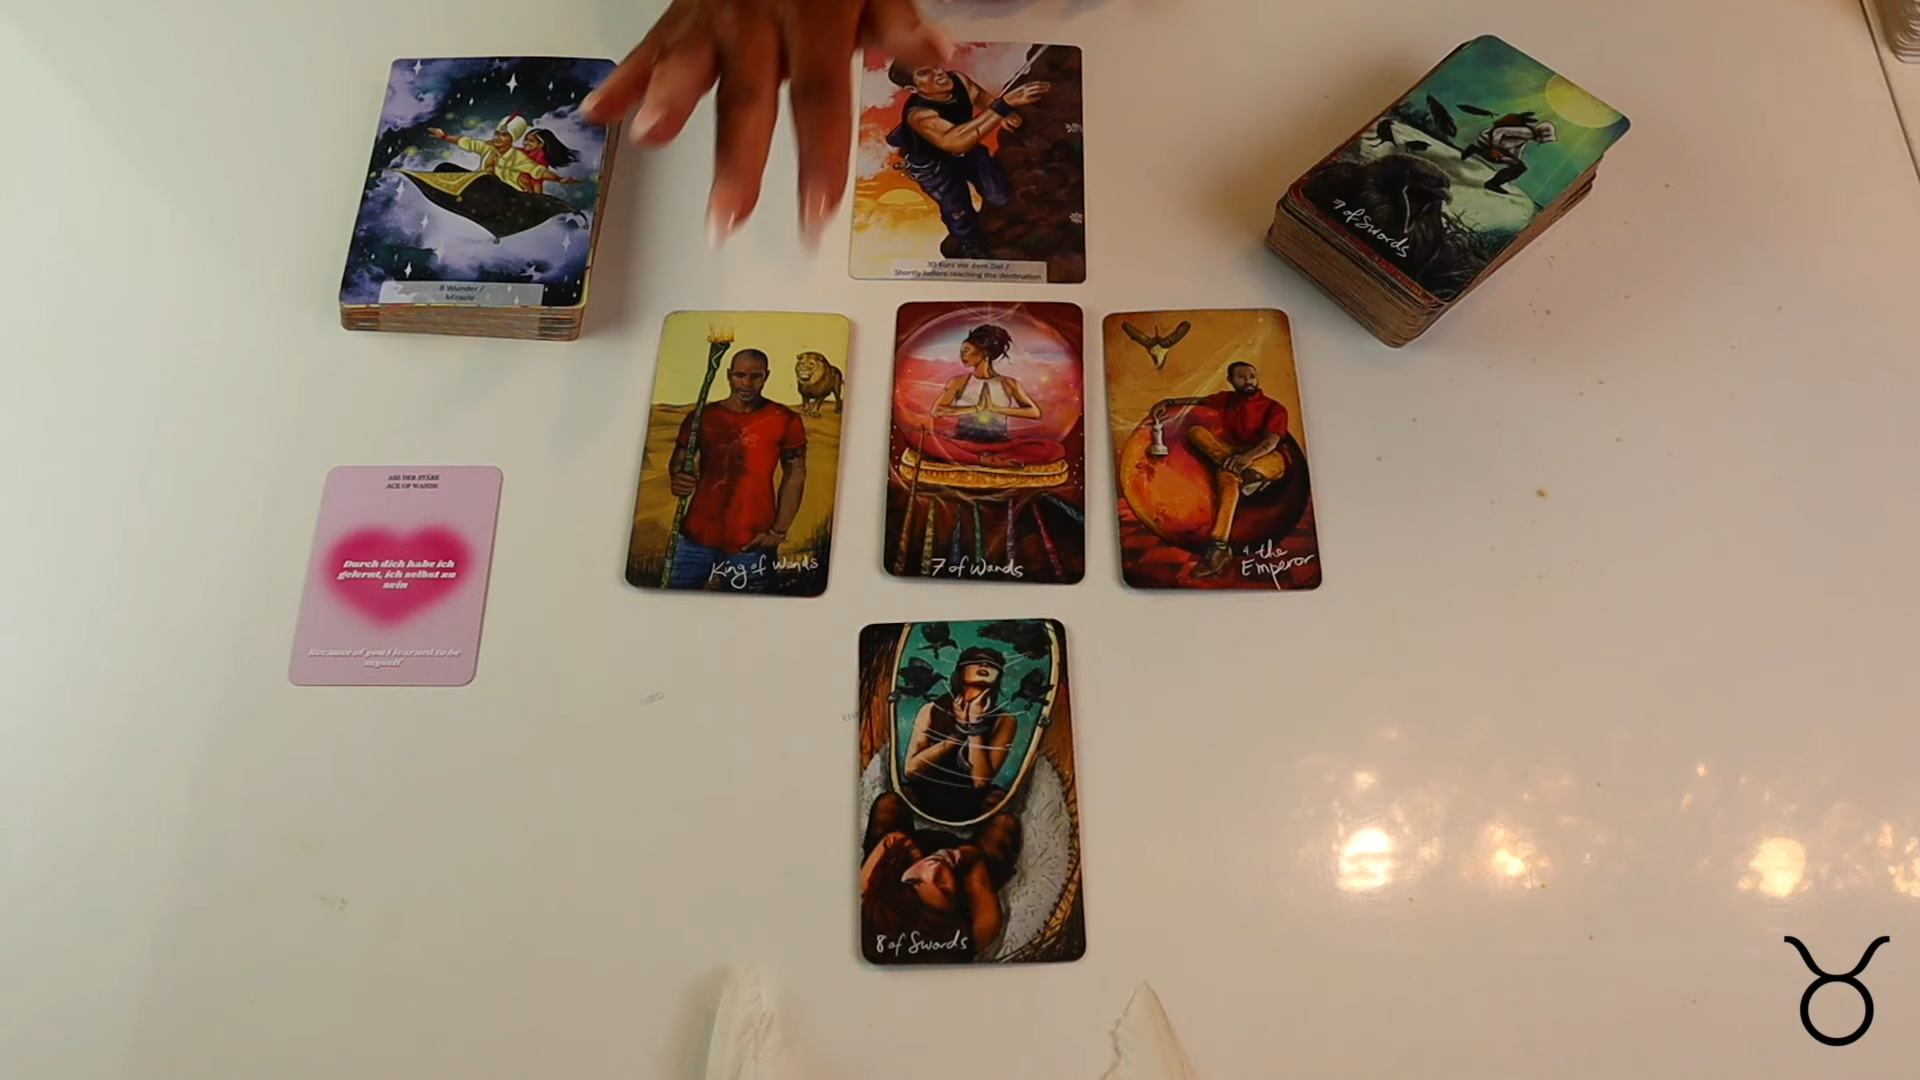 8 Wunder /
Miracle
30 Kurz vor dem Ziel /
Shortly before reaching the destination
7 of Swords
King of Wands
7 of Wands
4. the
Emperor
ASS DER STÄBE
ACE OF WANDS
Durch dich habe ich
gelernt, ich selbst zu
sein
Because of you I learned to be
myself
8 of Swords